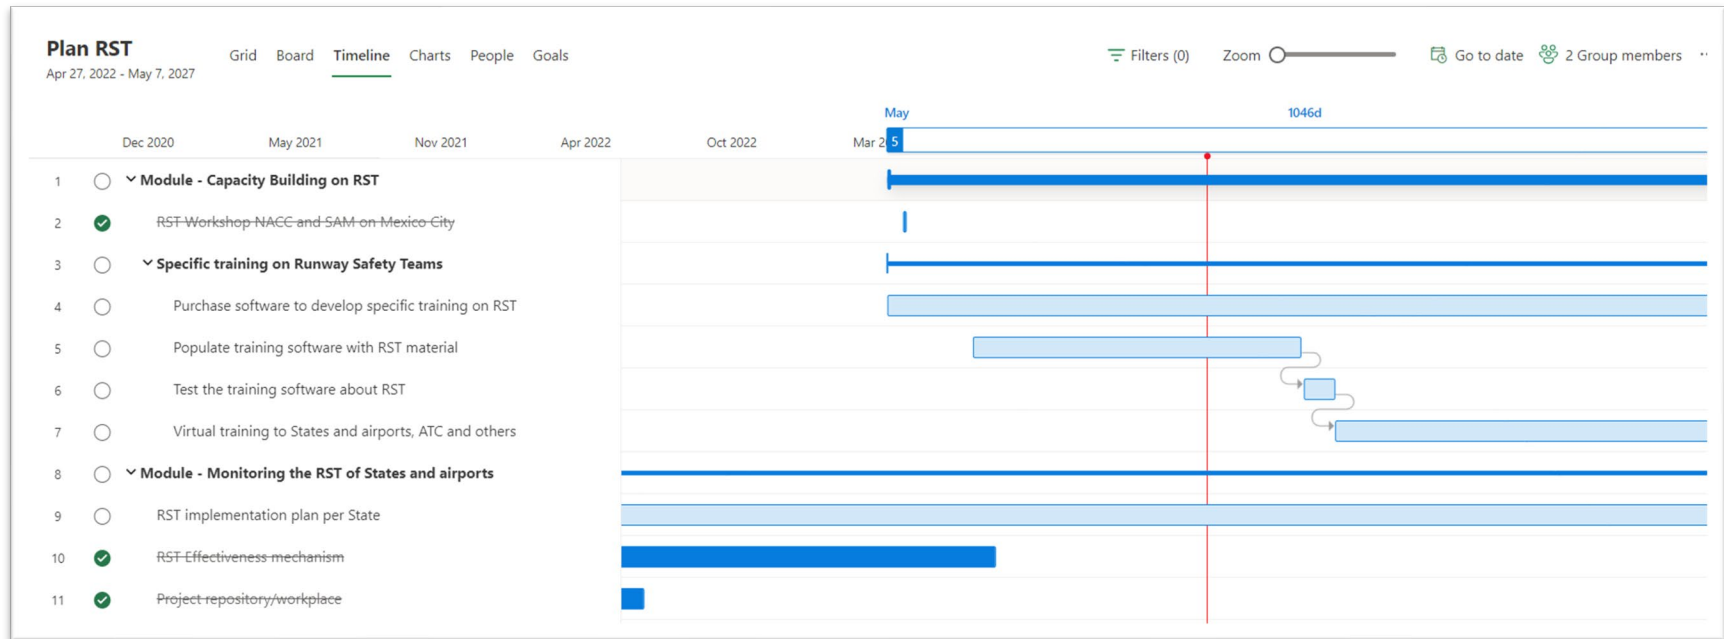 Plan RST
Apr 27, 2022 - May 7, 2027
Grid Board Timeline Charts People Goals
Filters (0) Zoom Go to date 2 Group members
May 1046d
Dec 2020 May 2021 Nov 2021 Apr 2022 Oct 2022 Mar 2 5
1 Module - Capacity Building on RST
2 RST Workshop NACC and SAM on Mexico City
3 Specific training on Runway Safety Teams
4 Purchase software to develop specific training on RST
5 Populate training software with RST material
6 Test the training software about RST
7 Virtual training to States and airports, ATC and others
8 Module - Monitoring the RST of States and airports
9 RST implementation plan per State
10 RST Effectiveness mechanism
11 Project repository/workplace